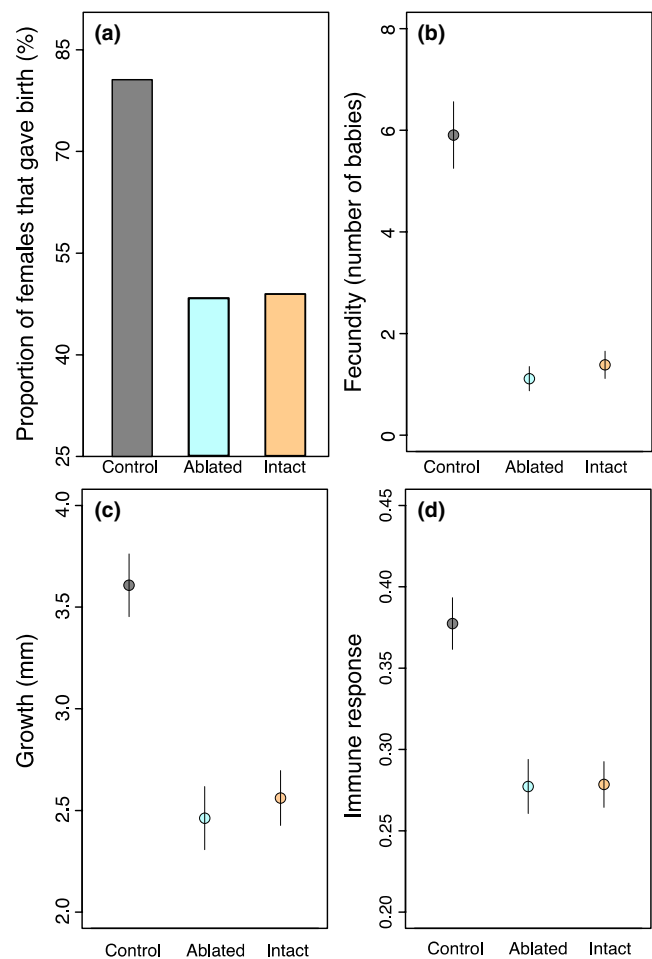 (a)
Proportion of females that gave birth (%)
85
70
55
40
25
Control Ablated Intact
(b)
Fecundity (number of babies)
8
6
4
2
0
Control Ablated Intact
(c)
Growth (mm)
4.0
3.5
3.0
2.5
2.0
Control Ablated Intact
(d)
Immune response
0.45
0.40
0.35
0.30
0.25
0.20
Control Ablated Intact